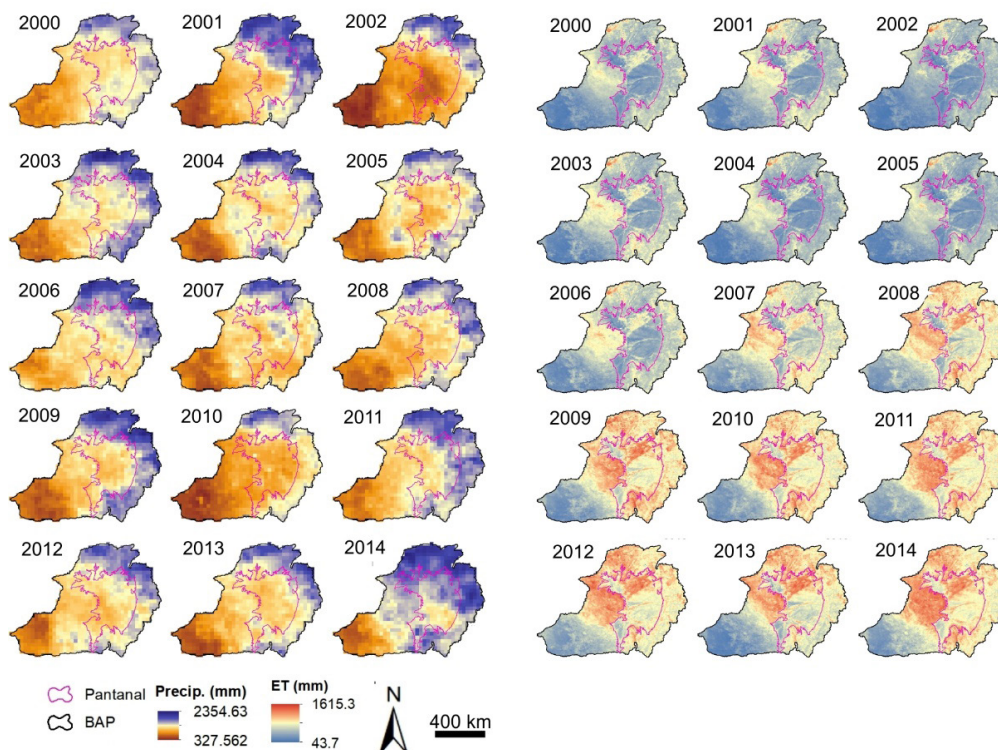 2000 2001 2002 2000 2001 2002
2003 2004 2005 2003 2004 2005
2006 2007 2008 2006 2007 2008
2009 2010 2011 2009 2010 2011
2012 2013 2014 2012 2013 2014
Pantanal
BAP
Precip. (mm)
2354.63
327.562
ET (mm)
1615.3
43.7
N
400 km